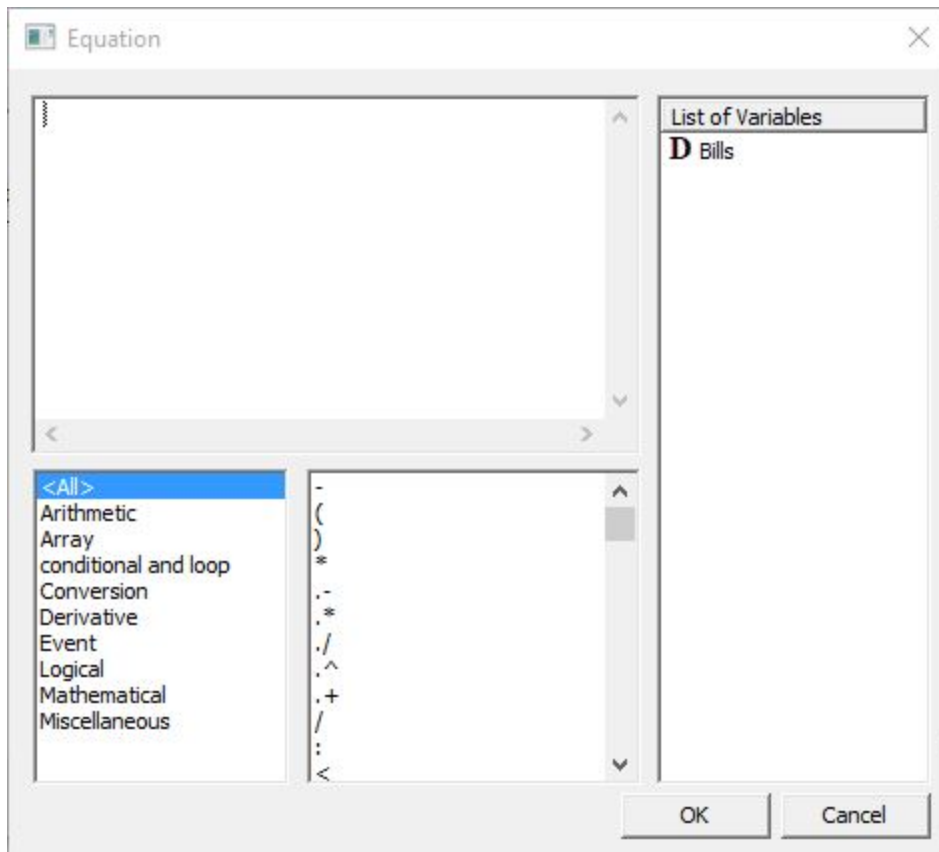 Equation
List of Variables
D Bills
<All>
Arithmetic
Array
conditional and loop
Conversion
Derivative
Event
Logical
Mathematical
Miscellaneous
-
(
)
*
.-
.*
./
.^
.+
/
:
<
OK
Cancel